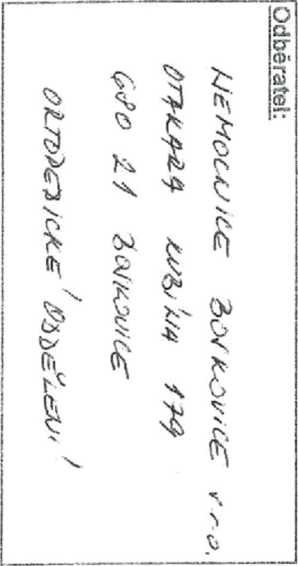 Odběratel:
NEMOCNICE BOSKOVICE s.r.o.
OTAKARA KUBÍNA 179
680 21 BOSKOVICE
ORTOPEDICKÉ ODDĚLENÍ